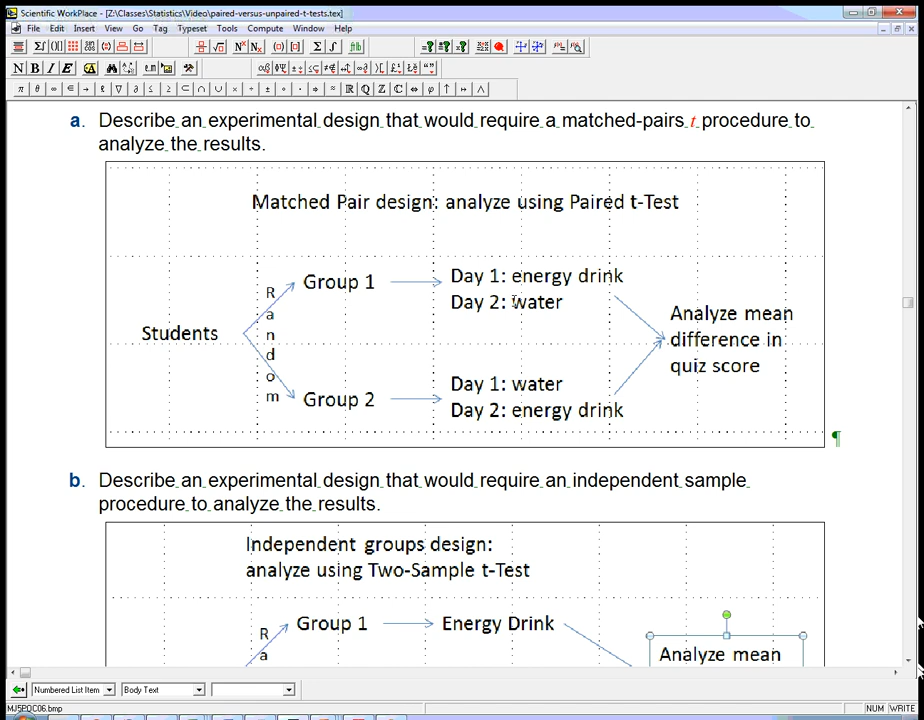 Scientific WorkPlace - [Z:\Classes\Statistics\Video\paired-versus-unpaired-t-tests.tex]
File Edit Insert View Go Tag Typeset Tools Compute Window Help
a. Describe an experimental design that would require a matched-pairs t procedure to
analyze the results.
Matched Pair design: analyze using Paired t-Test
Students
Random
Group 1
Day 1: energy drink
Day 2: water
Group 2
Day 1: water
Day 2: energy drink
Analyze mean
difference in
quiz score
b. Describe an experimental design that would require an independent sample
procedure to analyze the results.
Independent groups design:
analyze using Two-Sample t-Test
R
a
Group 1
Energy Drink
Analyze mean
Numbered List Item Body Text
MJ5PQC06.bmp
NUM WRITE